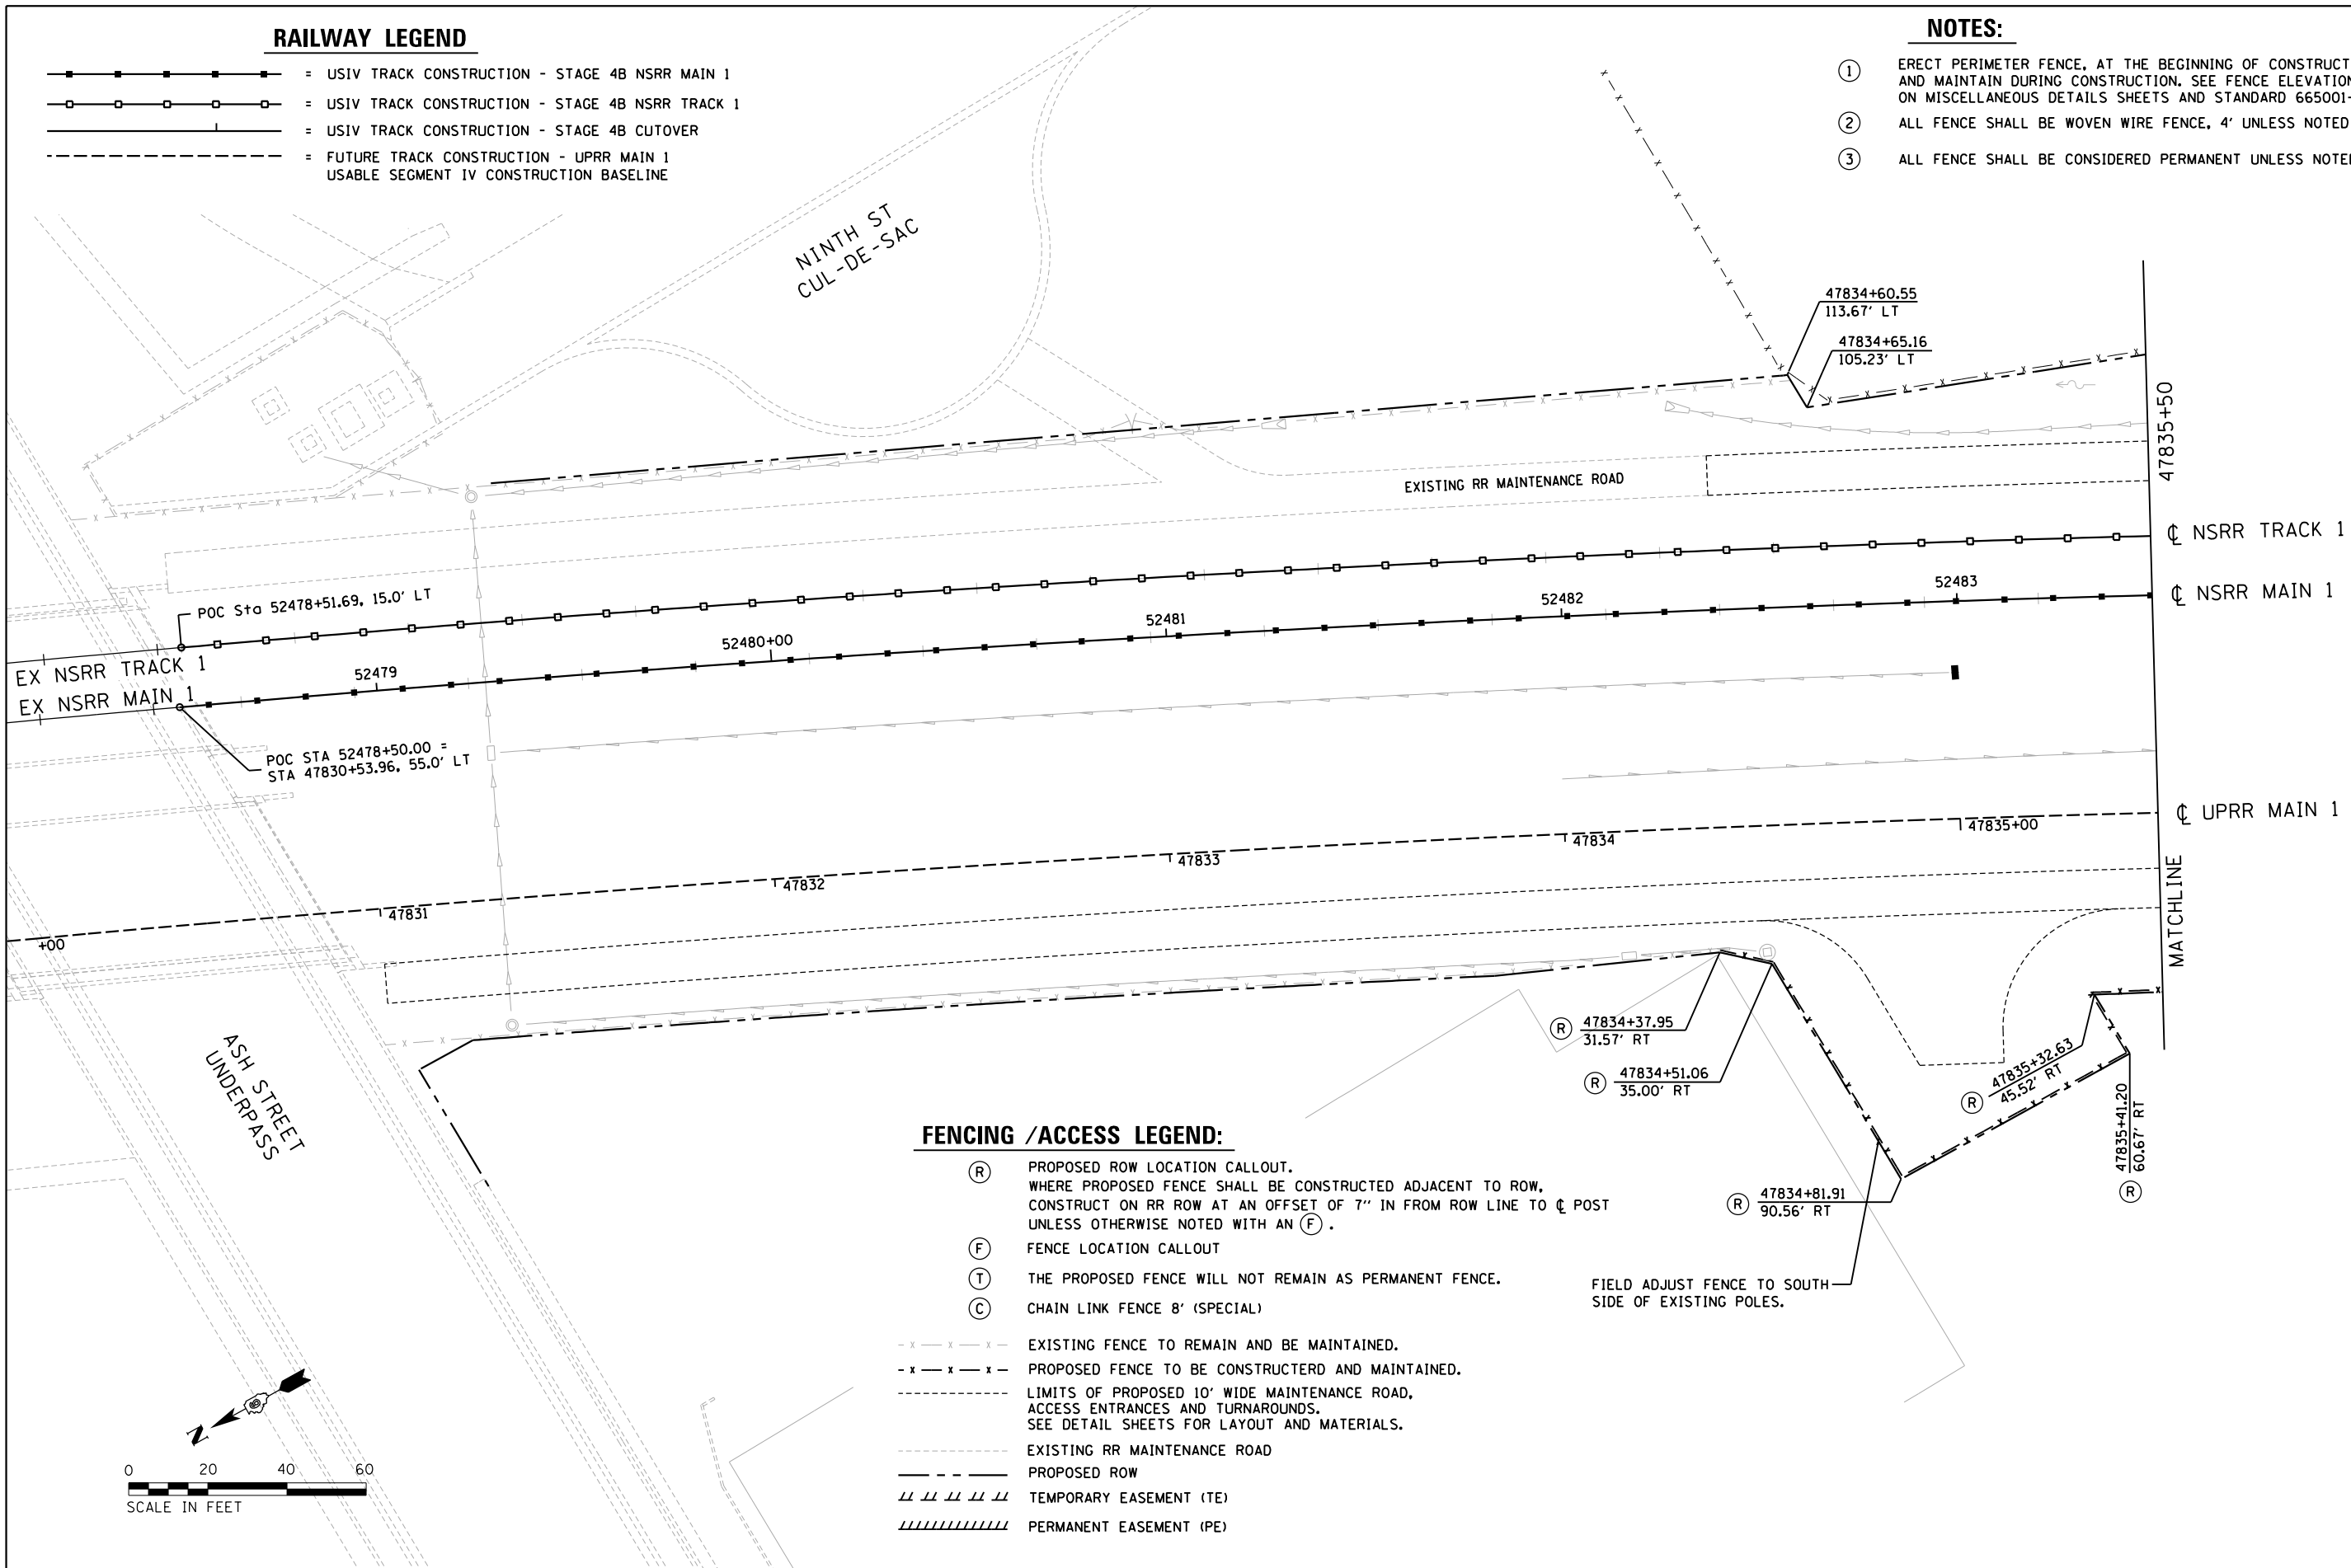 RAILWAY LEGEND
= USIV TRACK CONSTRUCTION - STAGE 4B NSRR MAIN 1
= USIV TRACK CONSTRUCTION - STAGE 4B NSRR TRACK 1
= USIV TRACK CONSTRUCTION - STAGE 4B CUTOVER
= FUTURE TRACK CONSTRUCTION - UPRR MAIN 1
USABLE SEGMENT IV CONSTRUCTION BASELINE
NOTES:
1 ERECT PERIMETER FENCE, AT THE BEGINNING OF CONSTRUCT
AND MAINTAIN DURING CONSTRUCTION. SEE FENCE ELEVATION
ON MISCELLANEOUS DETAILS SHEETS AND STANDARD 665001-
2 ALL FENCE SHALL BE WOVEN WIRE FENCE, 4' UNLESS NOTED
3 ALL FENCE SHALL BE CONSIDERED PERMANENT UNLESS NOTED
NINTH ST
CUL-DE-SAC
47834+60.55
113.67' LT
47834+65.16
105.23' LT
47835+50
EXISTING RR MAINTENANCE ROAD
℄ NSRR TRACK 1
℄ NSRR MAIN 1
POC Sta 52478+51.69, 15.0' LT
52483
52482
52481
52480+00
52479
EX NSRR TRACK 1
EX NSRR MAIN 1
POC STA 52478+50.00 =
STA 47830+53.96, 55.0' LT
℄ UPRR MAIN 1
47835+00
47834
47833
47832
47831
+00
MATCHLINE
ASH STREET
UNDERPASS
R 47834+37.95
31.57' RT
R 47834+51.06
35.00' RT
R 47835+32.63
45.52' RT
47835+41.20
60.67' RT
R
R 47834+81.91
90.56' RT
FIELD ADJUST FENCE TO SOUTH
SIDE OF EXISTING POLES.
FENCING /ACCESS LEGEND:
R PROPOSED ROW LOCATION CALLOUT.
WHERE PROPOSED FENCE SHALL BE CONSTRUCTED ADJACENT TO ROW,
CONSTRUCT ON RR ROW AT AN OFFSET OF 7'' IN FROM ROW LINE TO ℄ POST
UNLESS OTHERWISE NOTED WITH AN F .
F FENCE LOCATION CALLOUT
T THE PROPOSED FENCE WILL NOT REMAIN AS PERMANENT FENCE.
C CHAIN LINK FENCE 8' (SPECIAL)
EXISTING FENCE TO REMAIN AND BE MAINTAINED.
PROPOSED FENCE TO BE CONSTRUCTERD AND MAINTAINED.
LIMITS OF PROPOSED 10' WIDE MAINTENANCE ROAD,
ACCESS ENTRANCES AND TURNAROUNDS.
SEE DETAIL SHEETS FOR LAYOUT AND MATERIALS.
EXISTING RR MAINTENANCE ROAD
PROPOSED ROW
TEMPORARY EASEMENT (TE)
PERMANENT EASEMENT (PE)
N
0 20 40 60
SCALE IN FEET